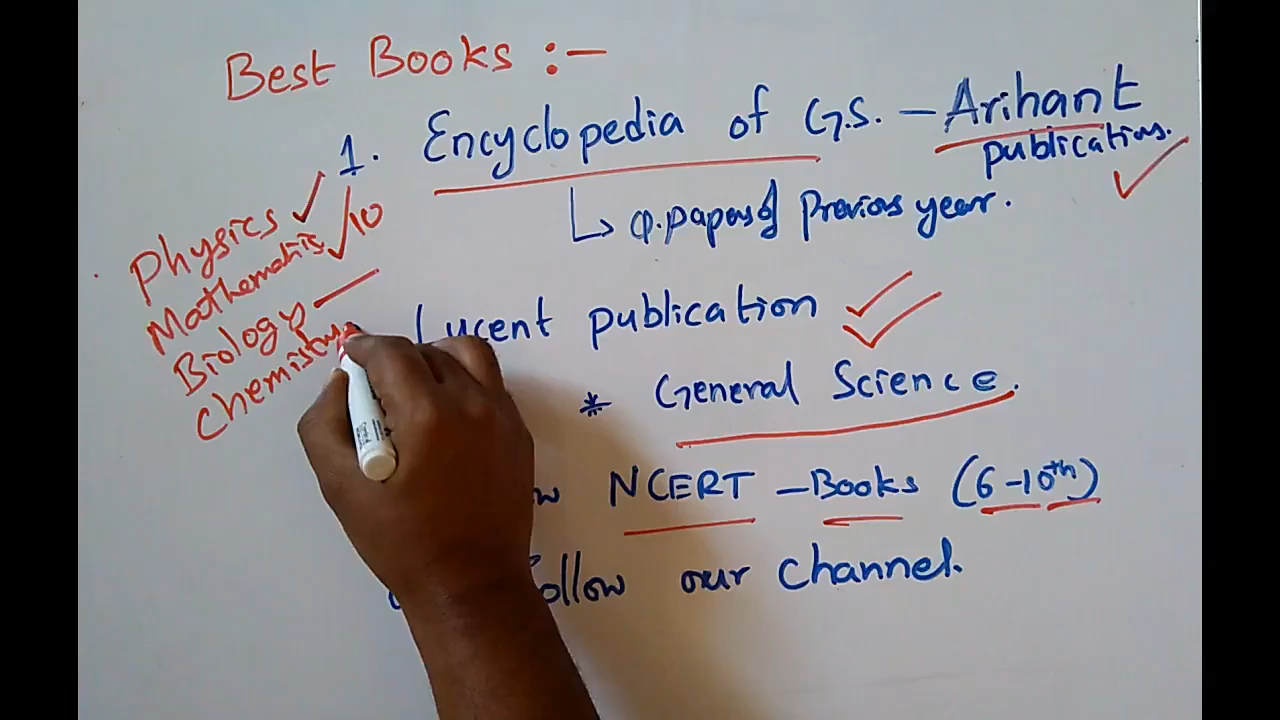 Best Books :-
1. Encyclopedia of G.S. - Arihant
publications.
↳ Q. papers of Previous year.
Physics ✓
Mathematics ✓ /10
Biology —
Chemistry
Lucent publication ✓✓
* General Science.
NCERT - Books (6-10th)
follow our channel.